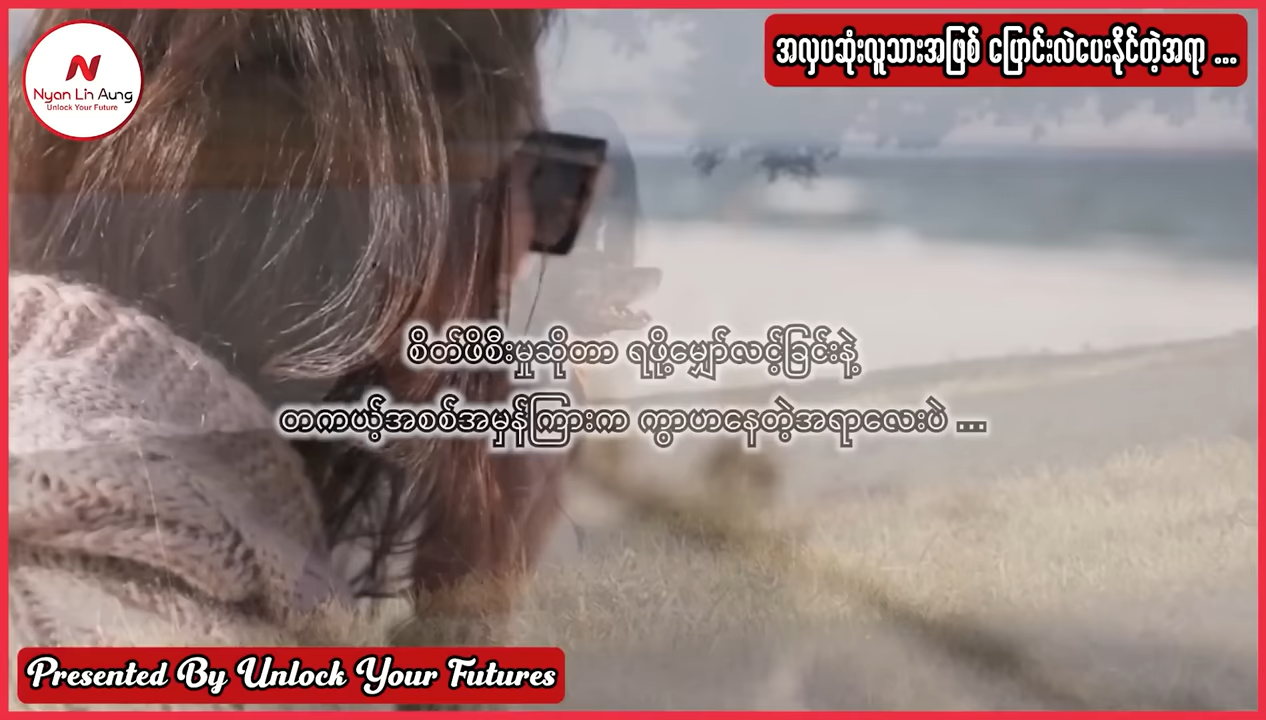 Nyan Lin Aung
Unlock Your Future
အလှပဆုံးလူသားအဖြစ် ပြောင်းလဲပေးနိုင်တဲ့အရာ ...
စိတ်ဖိစီးမှုဆိုတာ ရဖို့မျှော်လင့်ခြင်းနဲ့
တကယ့်အစစ်အမှန်ကြားက ကွာဟနေတဲ့အရာလေးပဲ ...
Presented By Unlock Your Futures